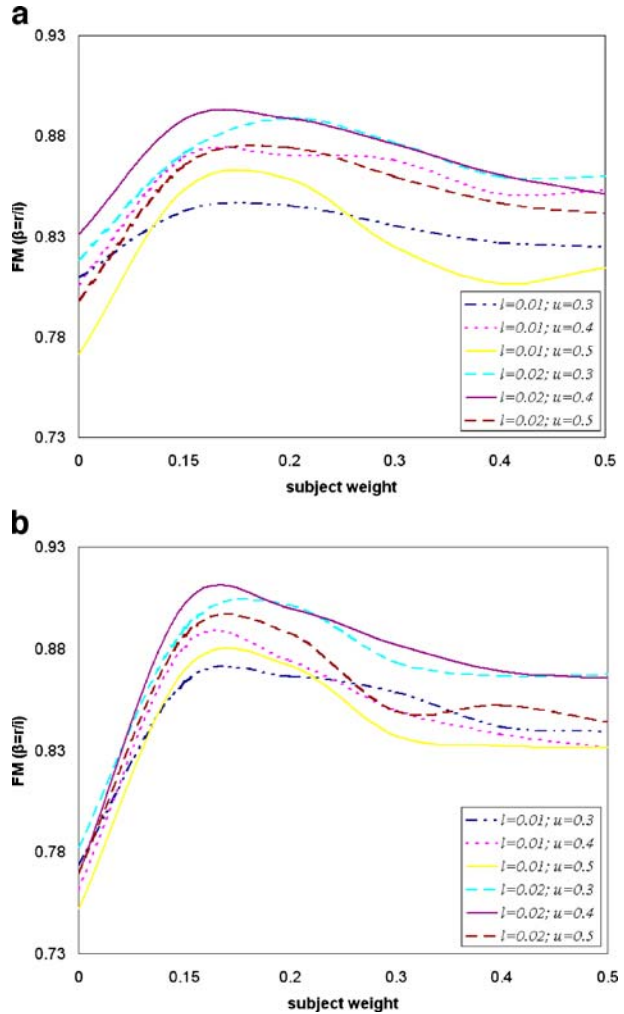 a
0.93
0.88
0.83
0.78
0.73
FM (β=r/i)
0 0.15 0.2 0.3 0.4 0.5
subject weight
l=0.01; u=0.3
l=0.01; u=0.4
l=0.01; u=0.5
l=0.02; u=0.3
l=0.02; u=0.4
l=0.02; u=0.5
b
0.93
0.88
0.83
0.78
0.73
FM (β=r/i)
0 0.15 0.2 0.3 0.4 0.5
subject weight
l=0.01; u=0.3
l=0.01; u=0.4
l=0.01; u=0.5
l=0.02; u=0.3
l=0.02; u=0.4
l=0.02; u=0.5